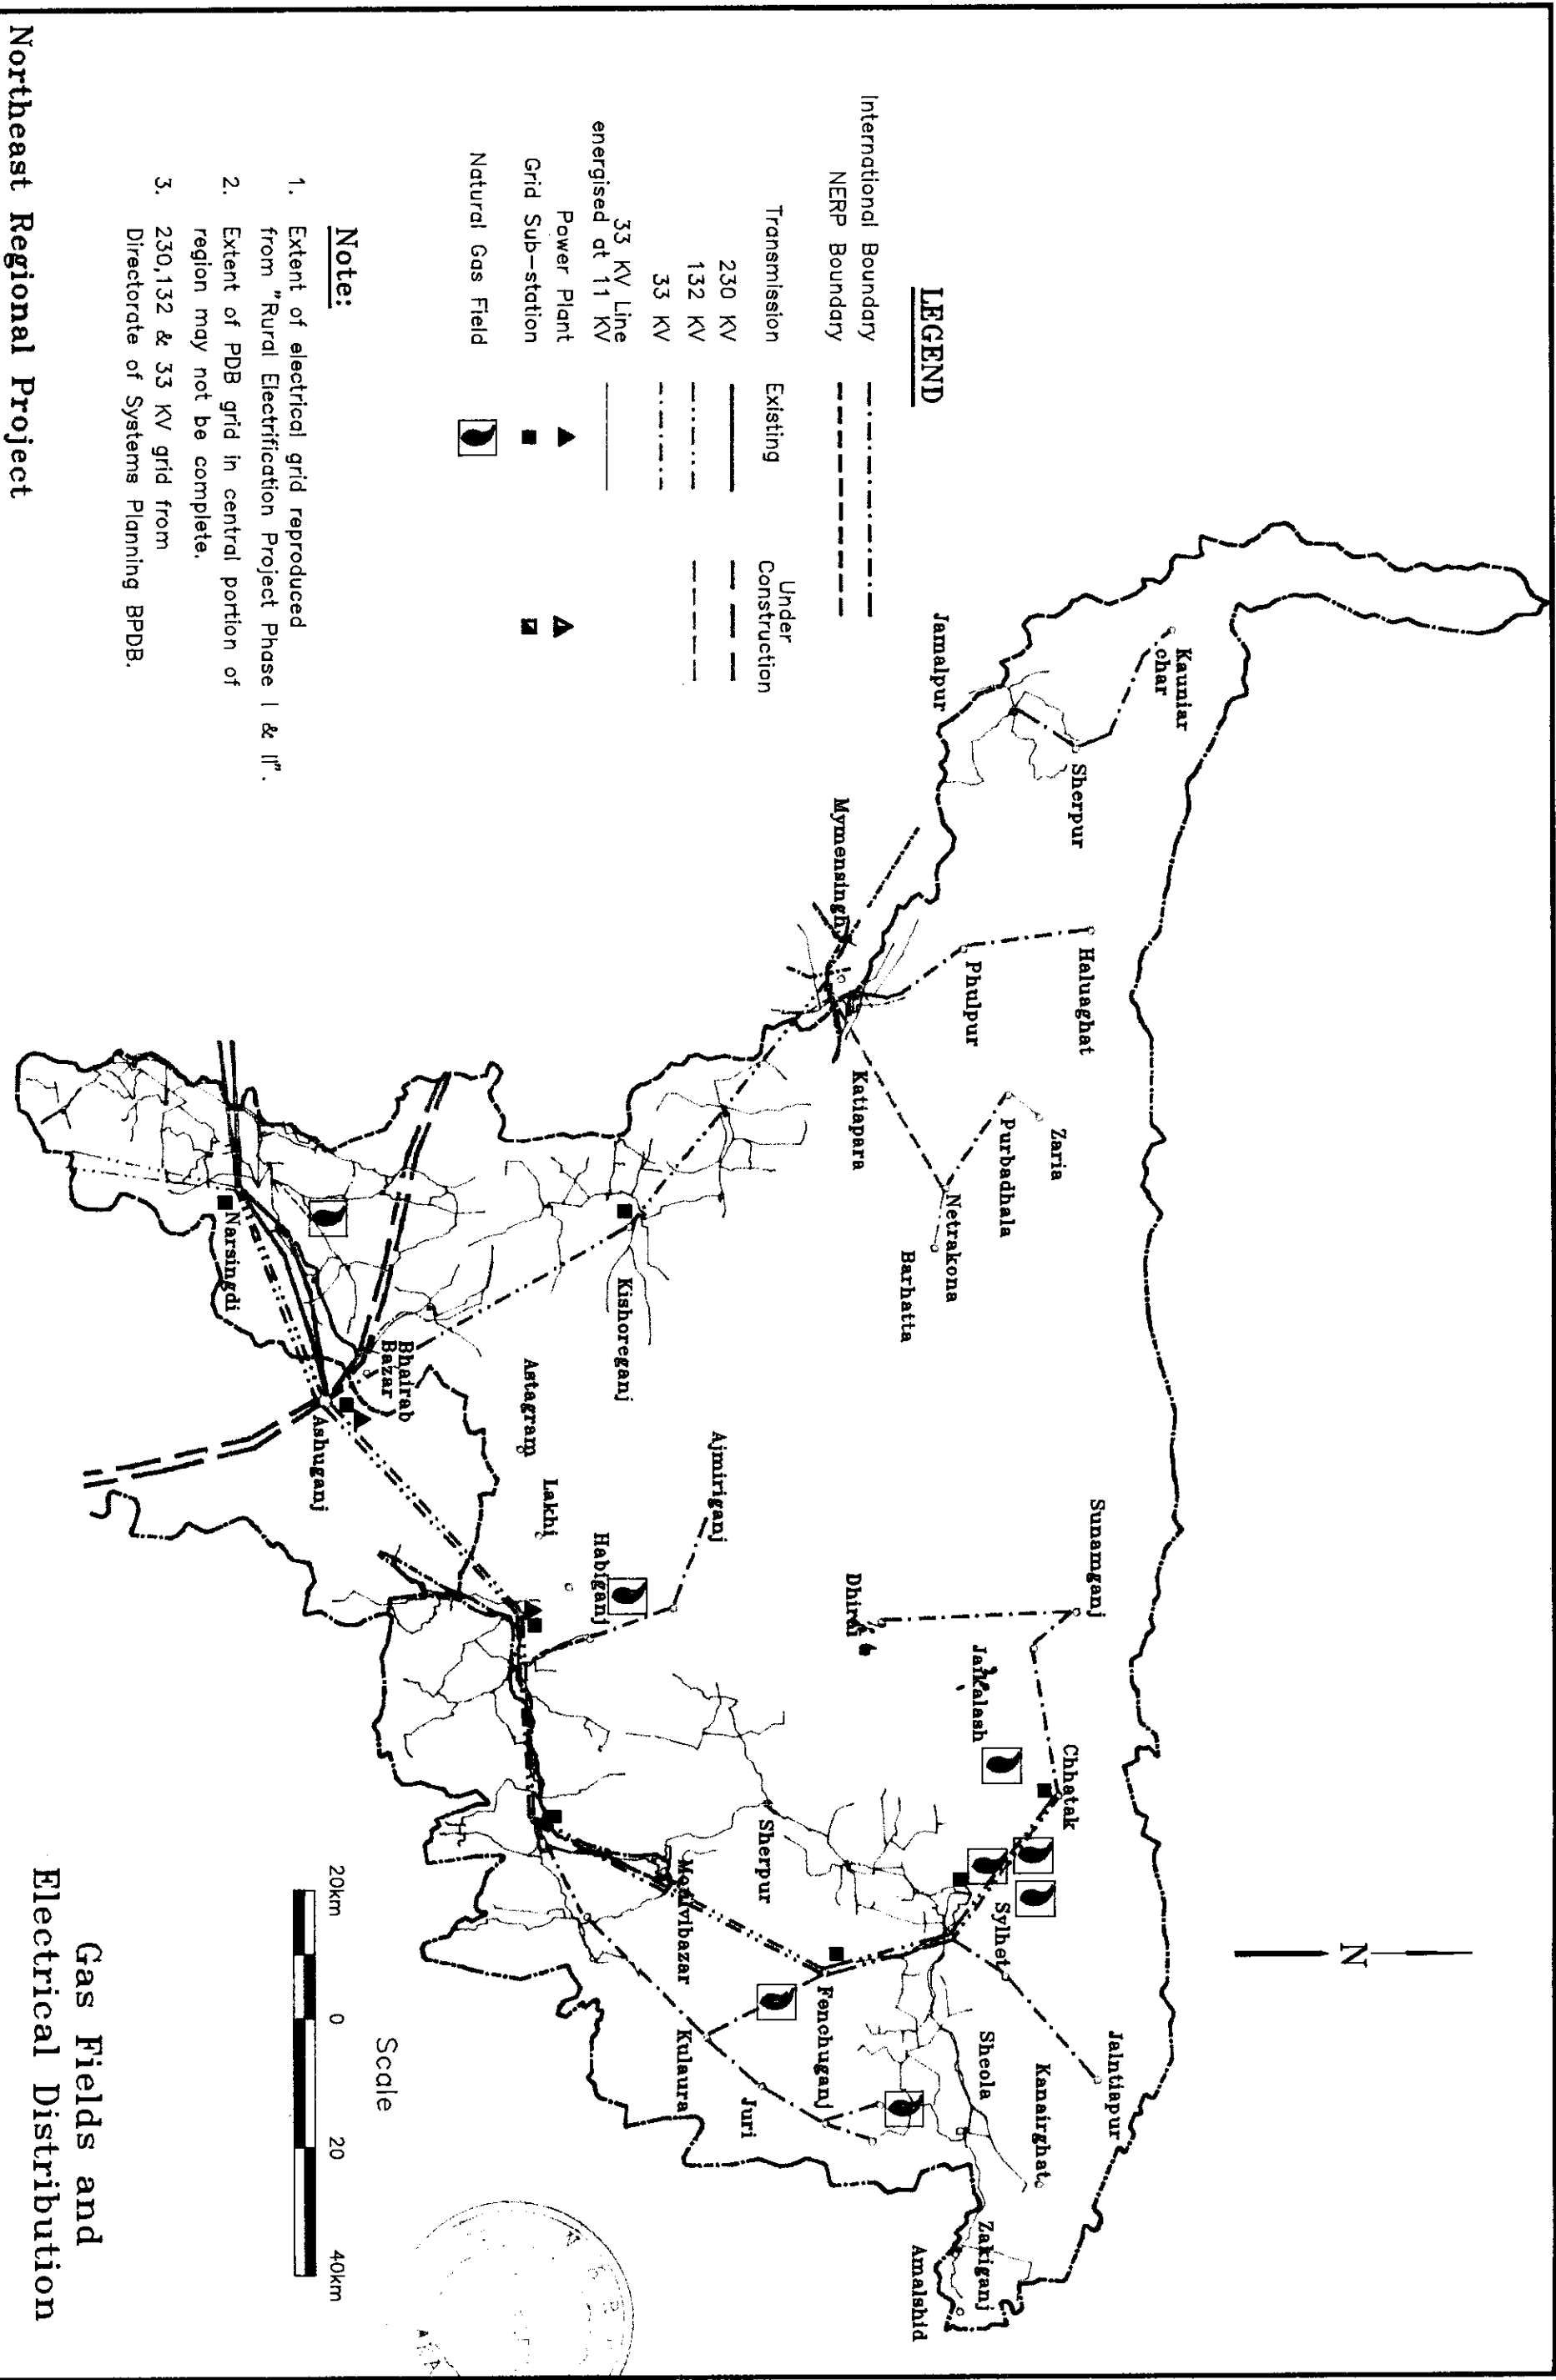 LEGEND
International Boundary
NERP Boundary
Transmission Existing Under
Construction
230 KV
132 KV
33 KV
33 KV Line
energised at 11 KV
Power Plant
Grid Sub-station
Natural Gas Field
Note:
1. Extent of electrical grid reproduced
from "Rural Electrification Project Phase I & II".
2. Extent of PDB grid in central portion of
region may not be complete.
3. 230,132 & 33 KV grid from
Directorate of Systems Planning BPDB.
Northeast Regional Project
N
Kauniar
char
Jamalpur
Sherpur
Mymensingh
Haluaghat
Phulpur
Katiapara
Zaria
Purbadhala
Netrakona
Barhatta
Kishoreganj
Narsingdi
Bhairab
Bazar
Ashuganj
Astagram
Lakhi
Ajmiriganj
Habiganj
Sunamganj
Dhirai
Jaikalash
Chhatak
Sylhet
Sherpur
Moulvibazar
Fenchuganj
Kulaura
Juri
Jaintiapur
Kanairghat
Sheola
Zakiganj
Amalshid
Scale
20km 0 20 40km
Gas Fields and
Electrical Distribution